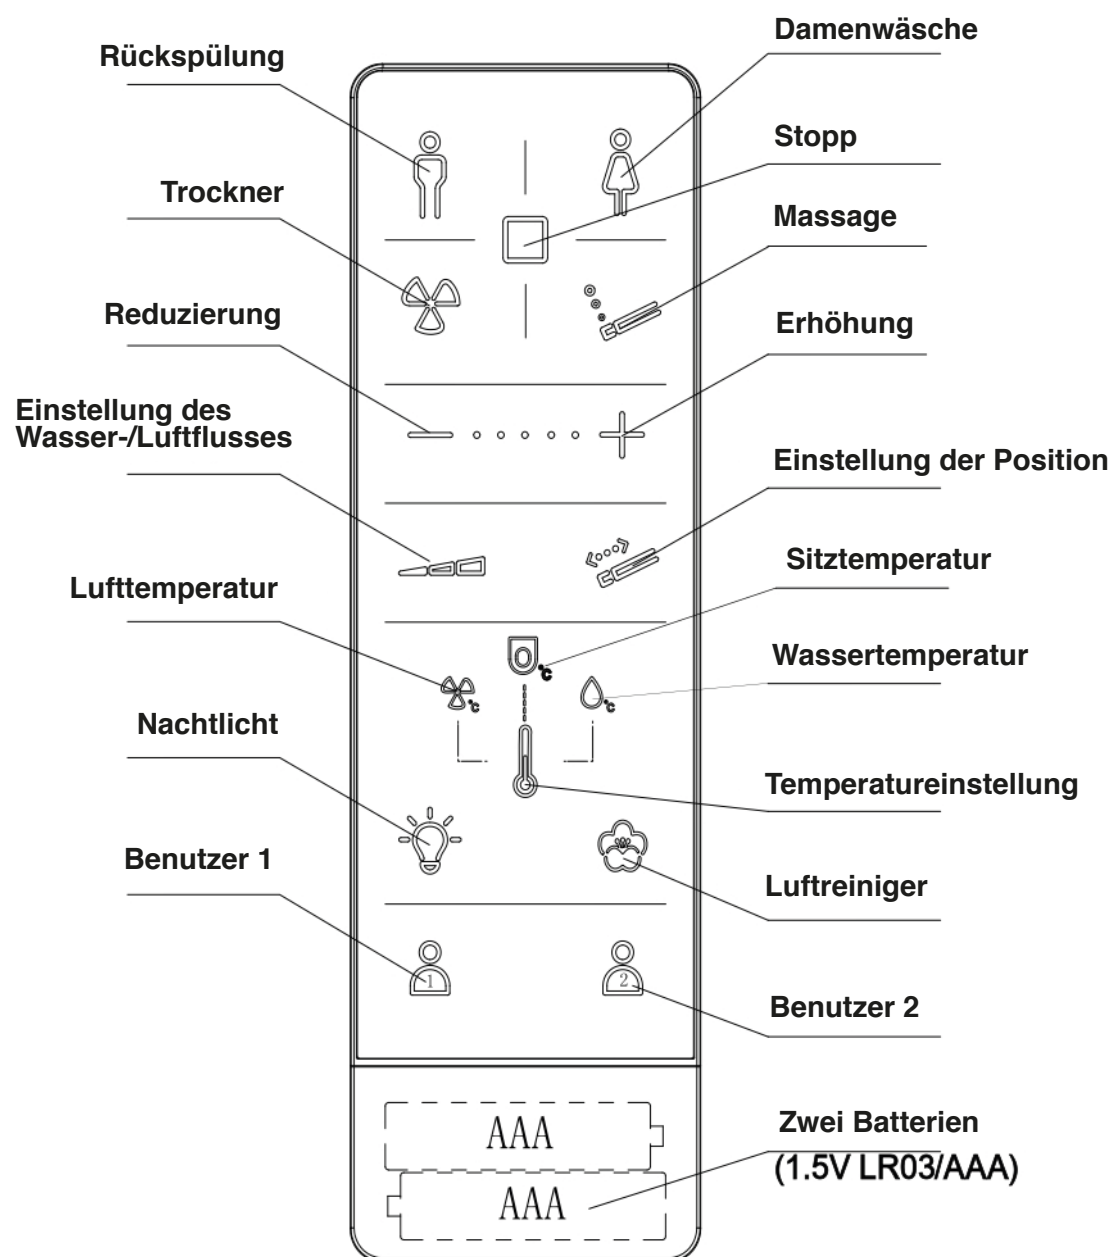 Damenwäsche
Rückspülung
Stopp
Trockner
Massage
Reduzierung
Erhöhung
Einstellung des
Wasser-/Luftflusses
Einstellung der Position
Sitztemperatur
Lufttemperatur
°C
Wassertemperatur
°C
°C
Nachtlicht
Temperatureinstellung
Benutzer 1
Luftreiniger
1
2
Benutzer 2
Zwei Batterien
(1.5V LR03/AAA)
AAA
AAA